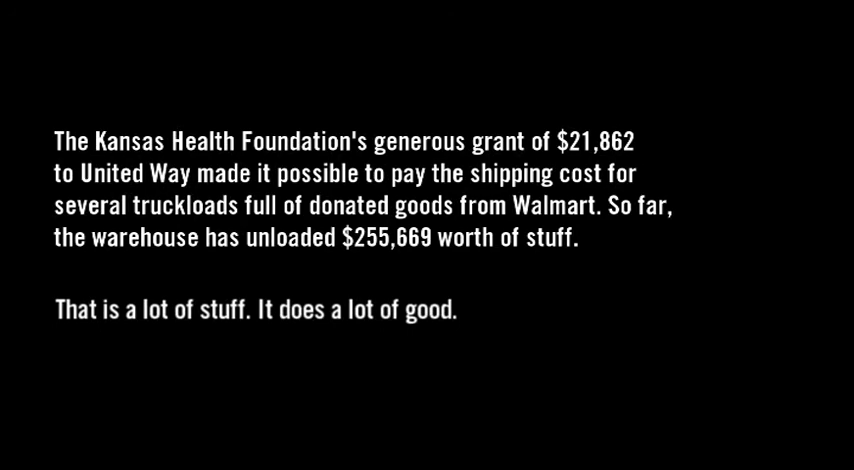 The Kansas Health Foundation's generous grant of $21,862
to United Way made it possible to pay the shipping cost for
several truckloads full of donated goods from Walmart. So far,
the warehouse has unloaded $255,669 worth of stuff.
That is a lot of stuff. It does a lot of good.